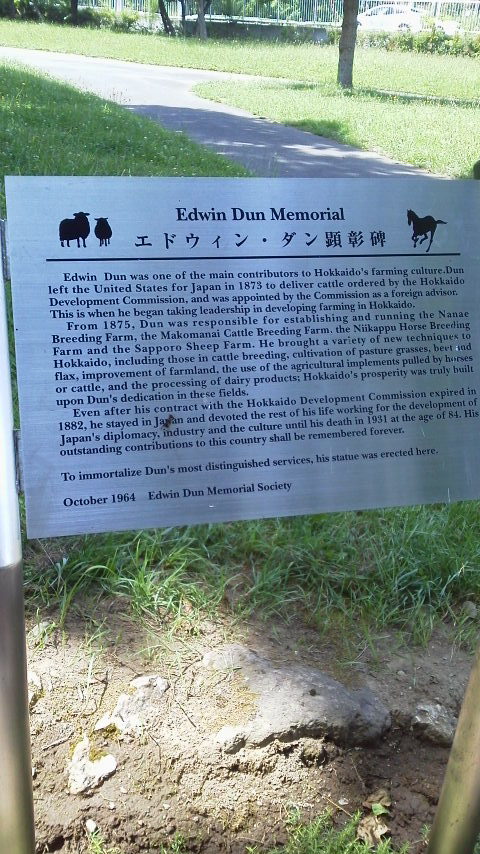 Edwin Dun Memorial
エドウィン・ダン顕彰碑
Edwin Dun was one of the main contributors to Hokkaido's farming culture.Dun
left the United States for Japan in 1873 to deliver cattle ordered by the Hokkaido
Development Commission, and was appointed by the Commission as a foreign advisor.
This is when he began taking leadership in developing farming in Hokkaido.
From 1875, Dun was responsible for establishing and running the Nanae
Breeding Farm, the Makomanai Cattle Breeding Farm, the Niikappu Horse Breeding
Farm and the Sapporo Sheep Farm. He brought a variety of new techniques to
Hokkaido, including those in cattle breeding, cultivation of pasture grasses, beet and
flax, improvement of farmland, the use of agricultural implements pulled by horses
or cattle, and the processing of dairy products; Hokkaido's prosperity was truly built
upon Dun's dedication in these fields.
Even after his contract with the Hokkaido Development Commission expired in
1882, he stayed in Japan and devoted the rest of his life working for the development of
Japan's diplomacy, industry and the culture until his death in 1931 at the age of 84. His
outstanding contributions to this country shall be remembered forever.
To immortalize Dun's most distinguished services, his statue was erected here.
October 1964 Edwin Dun Memorial Society